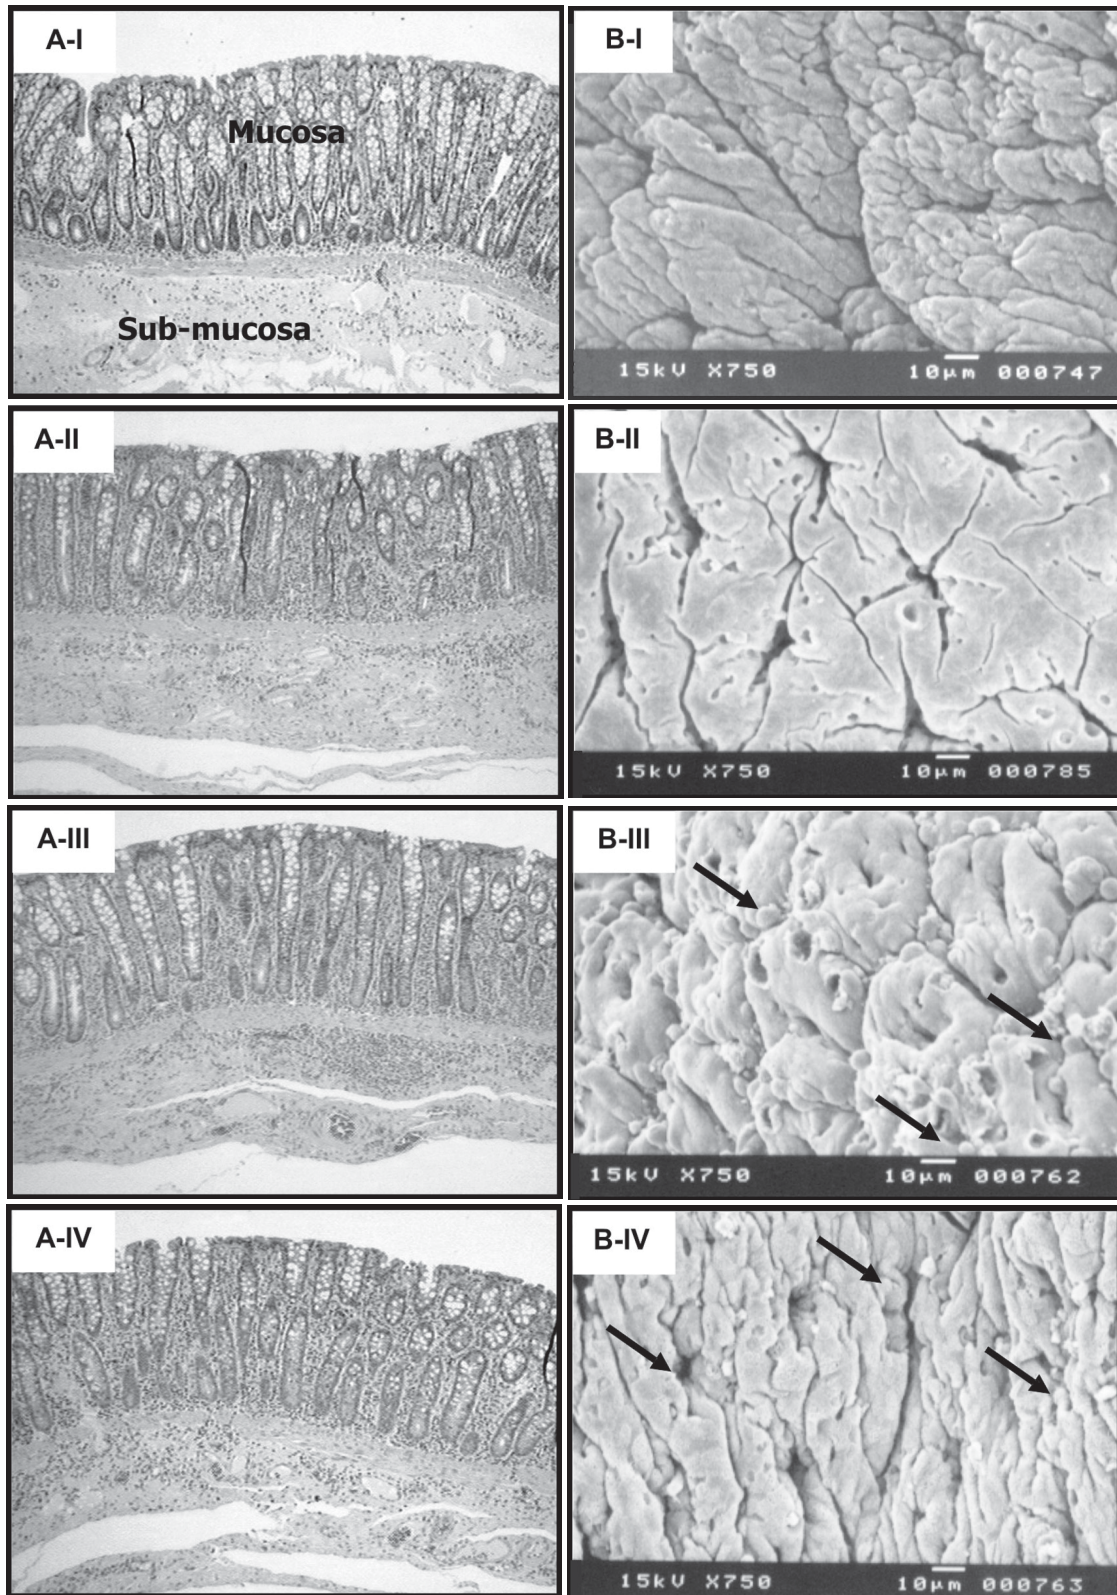 A-I
Mucosa
Sub-mucosa
B-I
15kV X750 10µm 000747
A-II
B-II
15kV X750 10µm 000785
A-III
B-III
15kV X750 10µm 000762
A-IV
B-IV
15kV X750 10µm 000763